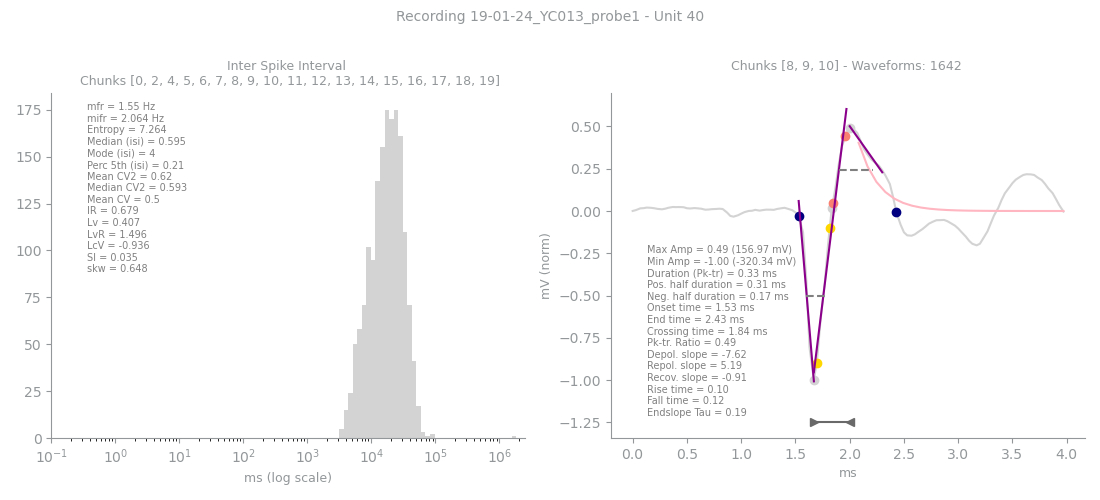 Recording 19-01-24_YC013_probe1 - Unit 40
Inter Spike Interval
Chunks [0, 2, 4, 5, 6, 7, 8, 9, 10, 11, 12, 13, 14, 15, 16, 17, 18, 19]
175
150
125
100
75
50
25
0
mfr = 1.55 Hz
mifr = 2.064 Hz
Entropy = 7.264
Median (isi) = 0.595
Mode (isi) = 4
Perc 5th (isi) = 0.21
Mean CV2 = 0.62
Median CV2 = 0.593
Mean CV = 0.5
IR = 0.679
Lv = 0.407
LvR = 1.496
LcV = -0.936
SI = 0.035
skw = 0.648
10⁻¹ 10⁰ 10¹ 10² 10³ 10⁴ 10⁵ 10⁶
ms (log scale)
Chunks [8, 9, 10] - Waveforms: 1642
mV (norm)
0.50
0.25
0.00
−0.25
−0.50
−0.75
−1.00
−1.25
Max Amp = 0.49 (156.97 mV)
Min Amp = -1.00 (-320.34 mV)
Duration (Pk-tr) = 0.33 ms
Pos. half duration = 0.31 ms
Neg. half duration = 0.17 ms
Onset time = 1.53 ms
End time = 2.43 ms
Crossing time = 1.84 ms
Pk-tr. Ratio = 0.49
Depol. slope = -7.62
Repol. slope = 5.19
Recov. slope = -0.91
Rise time = 0.10
Fall time = 0.12
Endslope Tau = 0.19
0.0 0.5 1.0 1.5 2.0 2.5 3.0 3.5 4.0
ms